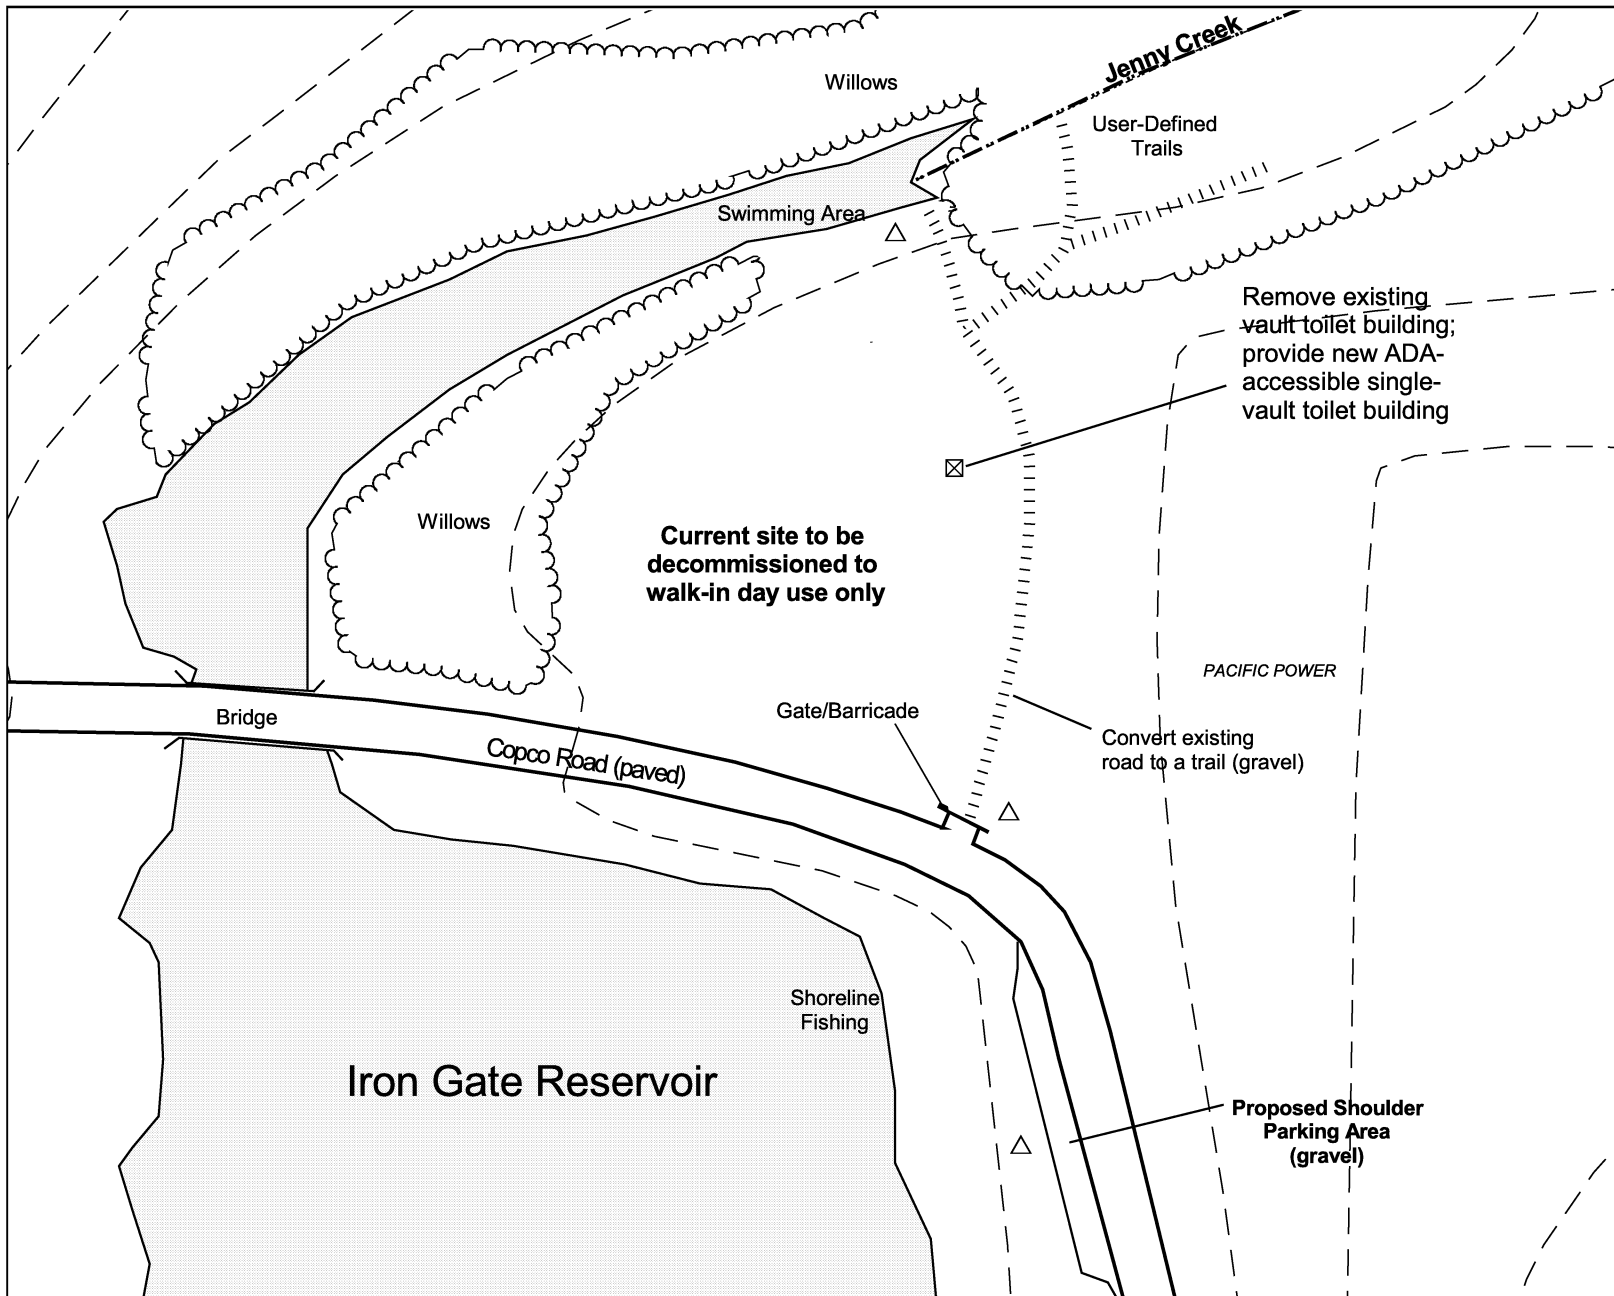 Jenny Creek
Willows
User-Defined
Trails
Swimming Area
Remove existing
vault toilet building;
provide new ADA-
accessible single-
vault toilet building
Willows
Current site to be
decommissioned to
walk-in day use only
PACIFIC POWER
Gate/Barricade
Bridge
Convert existing
road to a trail (gravel)
Copco Road (paved)
Shoreline
Fishing
Iron Gate Reservoir
Proposed Shoulder
Parking Area
(gravel)